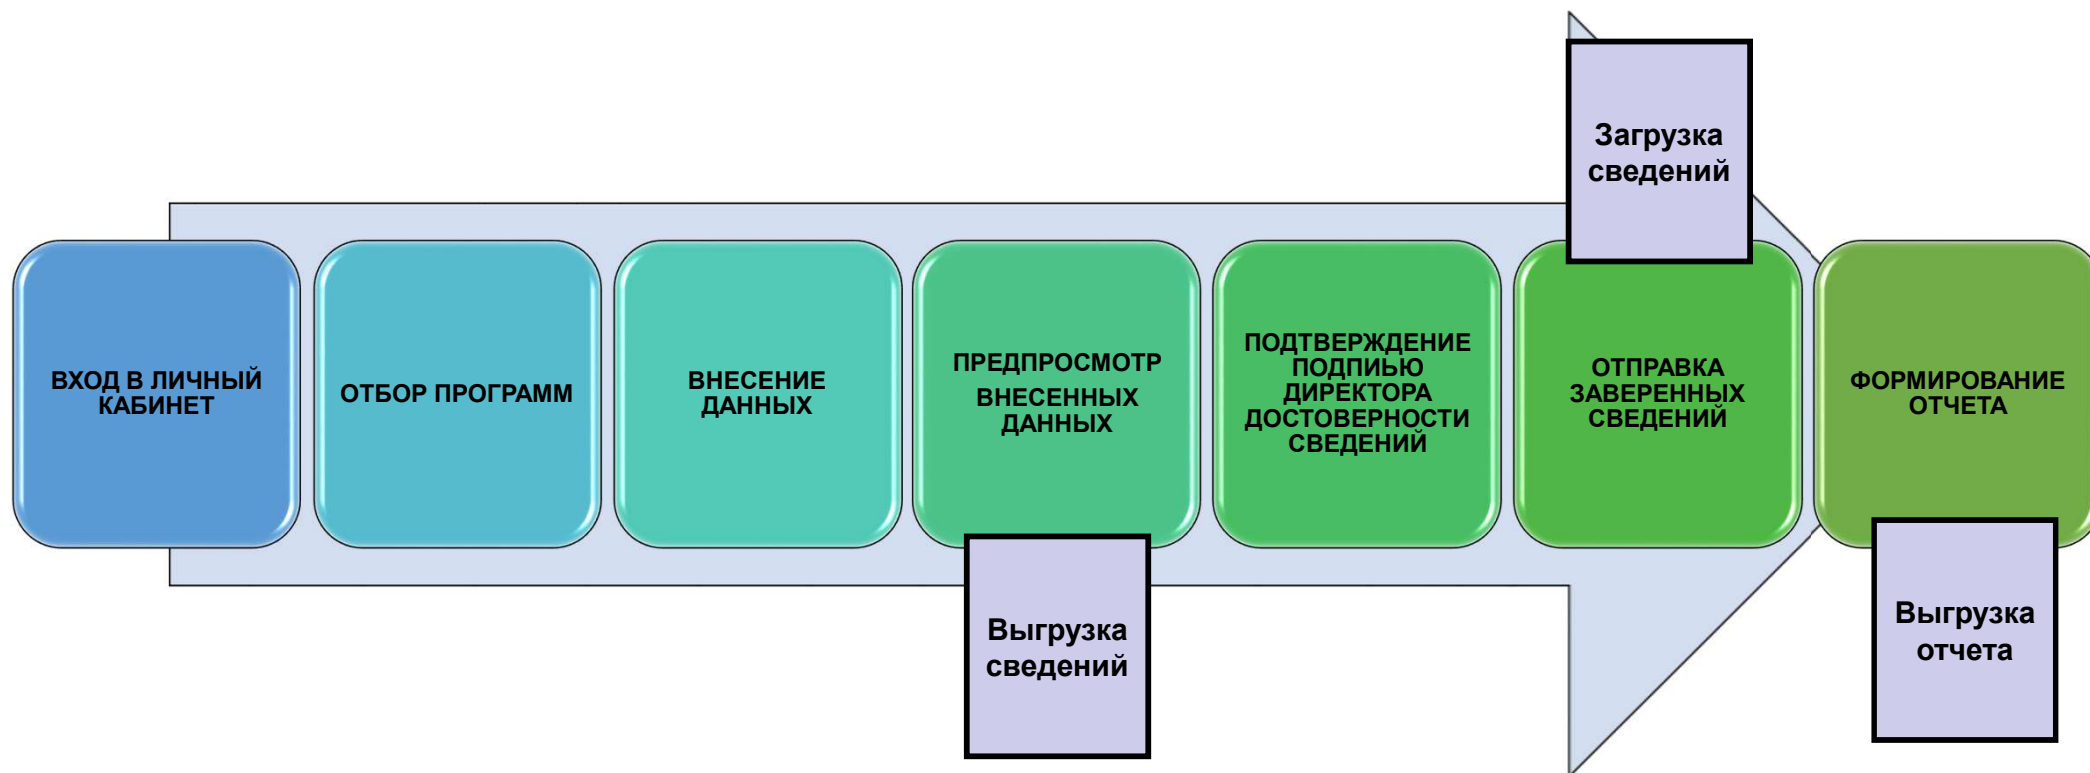 Загрузка
сведений
ВХОД В ЛИЧНЫЙ
КАБИНЕТ
ОТБОР ПРОГРАММ
ВНЕСЕНИЕ
ДАННЫХ
ПРЕДПРОСМОТР
ВНЕСЕННЫХ
ДАННЫХ
ПОДТВЕРЖДЕНИЕ
ПОДПИЬЮ
ДИРЕКТОРА
ДОСТОВЕРНОСТИ
СВЕДЕНИЙ
ОТПРАВКА
ЗАВЕРЕННЫХ
СВЕДЕНИЙ
ФОРМИРОВАНИЕ
ОТЧЕТА
Выгрузка
сведений
Выгрузка
отчета